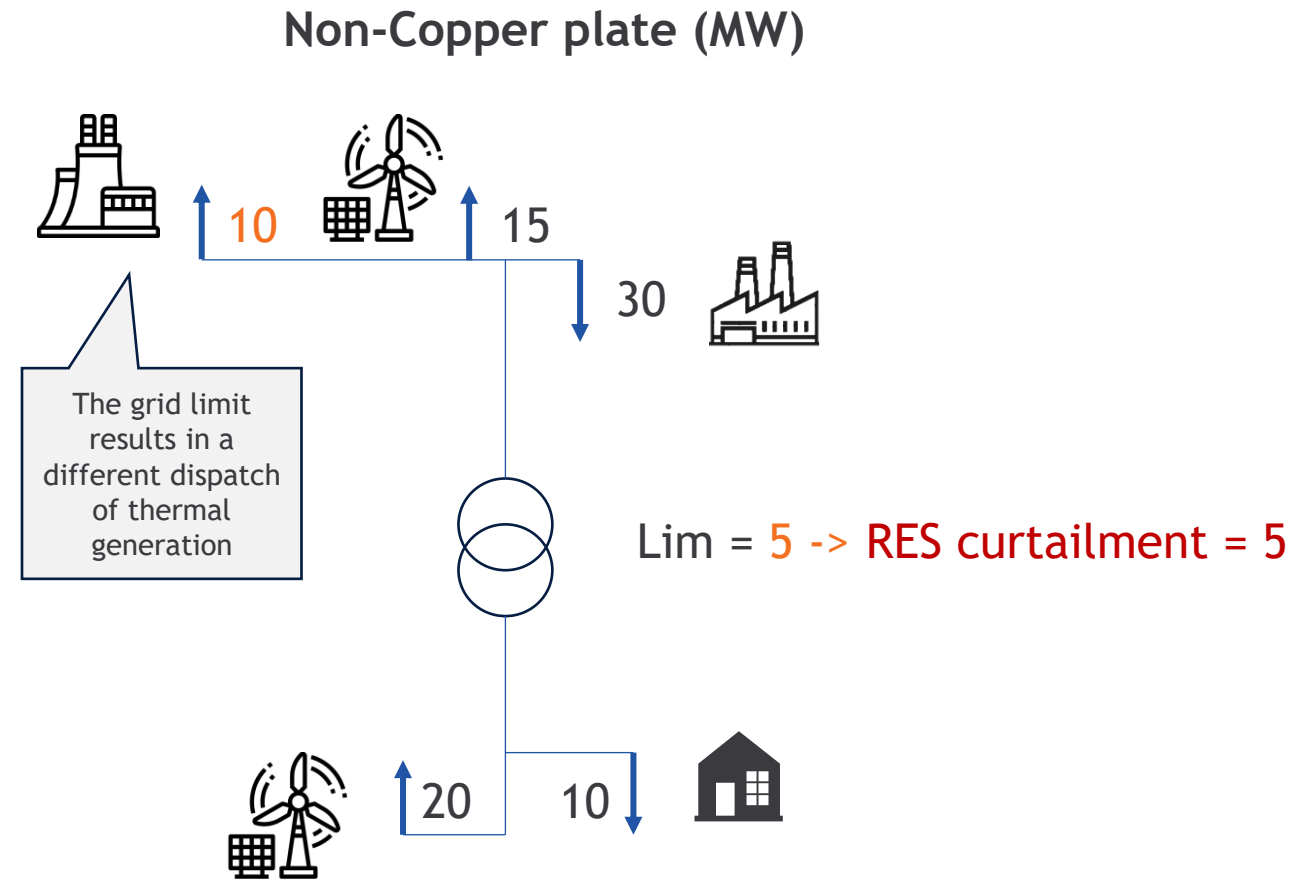 Non-Copper plate (MW)
10
15
30
The grid limit
results in a
different dispatch
of thermal
generation
Lim = 5 -> RES curtailment = 5
20
10